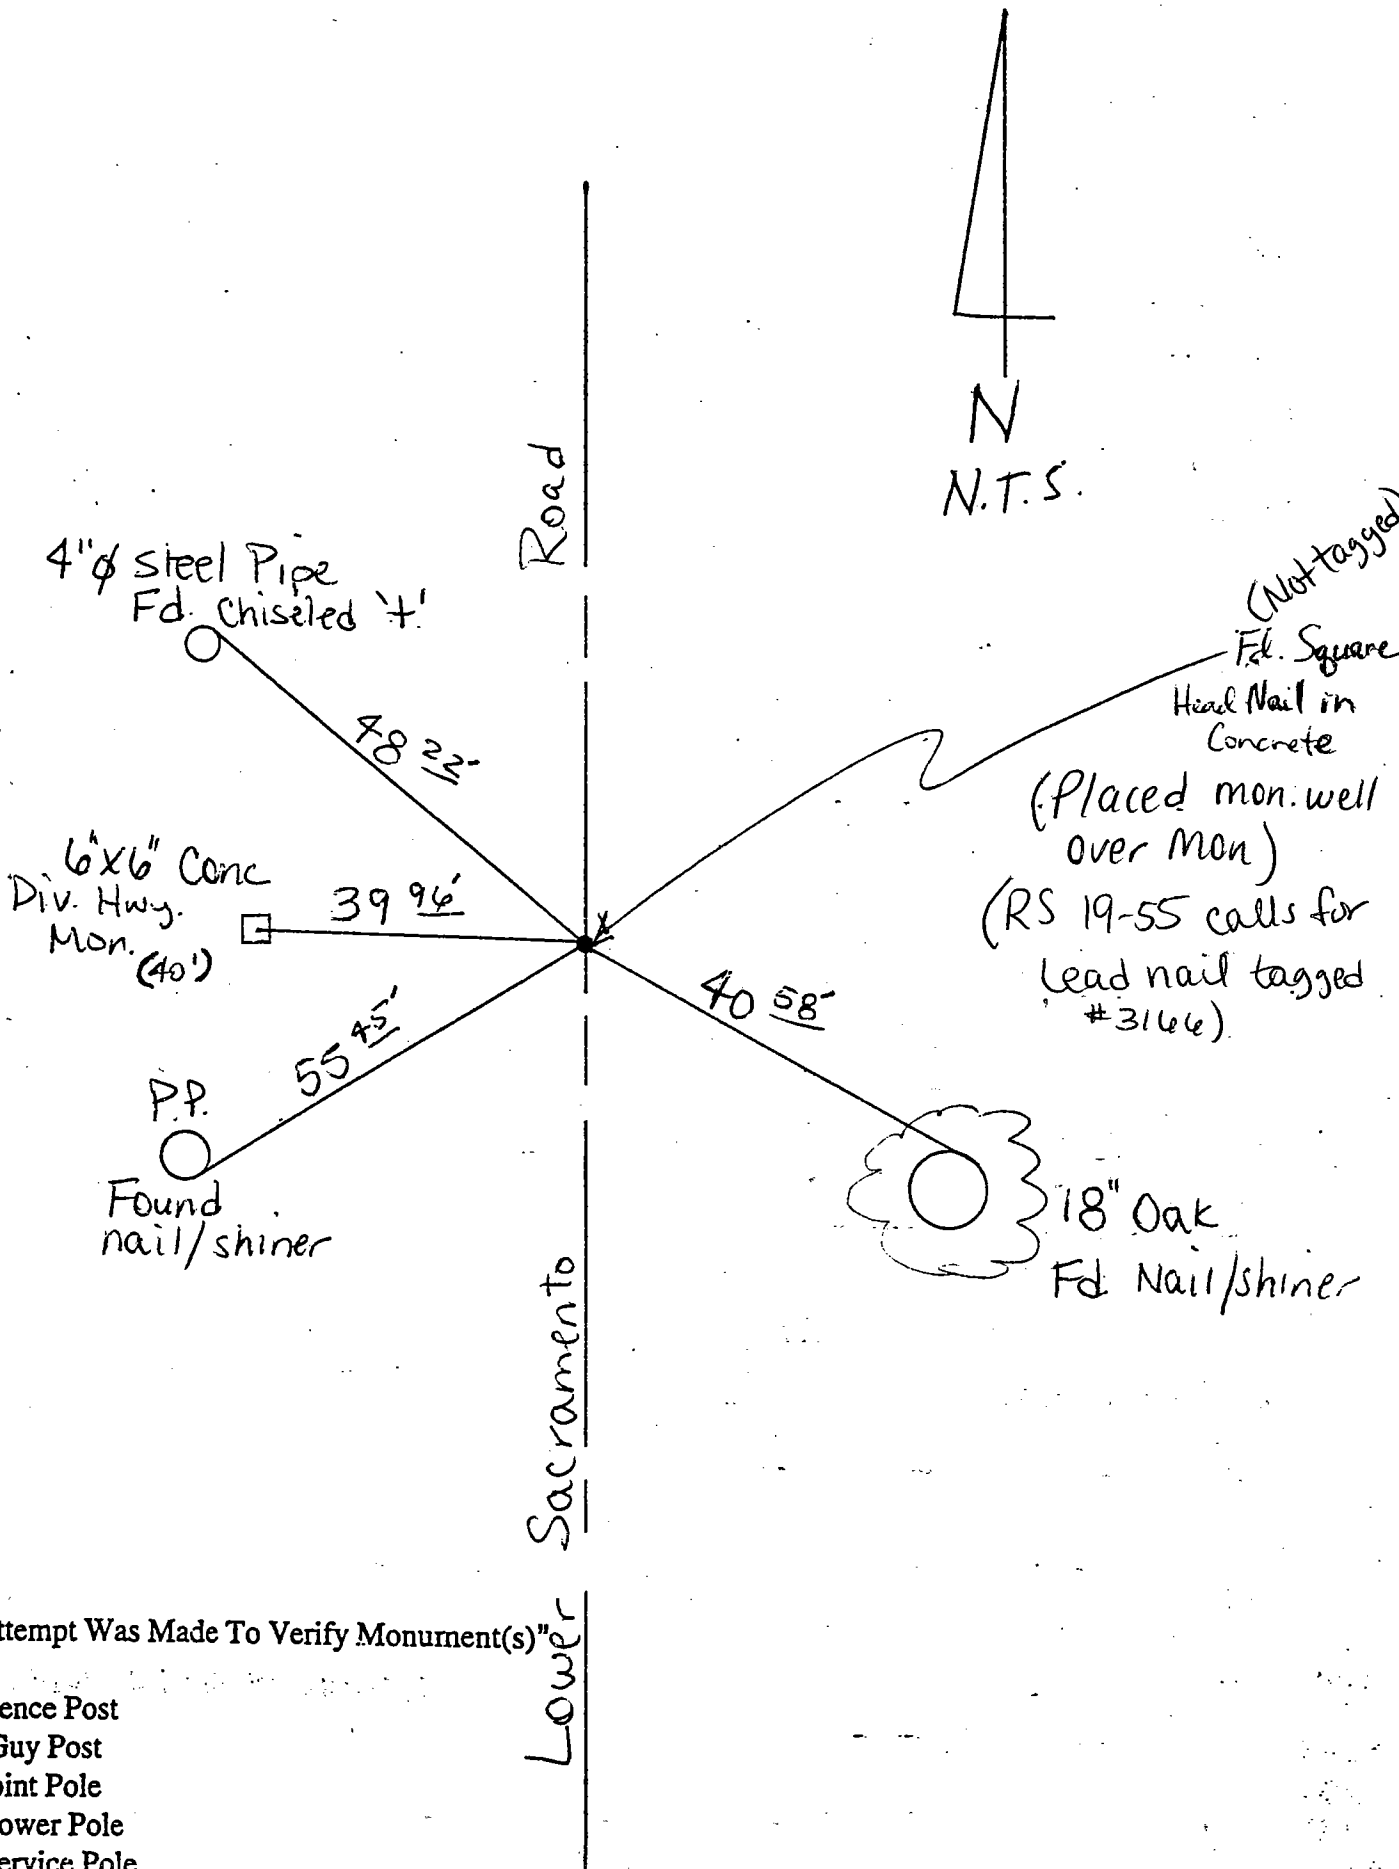 N
N.T.S.
Road
4"ø Steel Pipe
Fd. Chiseled '+'
48 22'
(Not tagged)
Fd. Square
Head Nail in
Concrete
(Placed mon. well
over Mon)
(RS 19-55 calls for
Lead nail tagged
#3166)
6"x6" Conc
Div. Hwy.
Mon.
(40')
39 96'
40 58'
55 45'
P.P.
Found
nail/shiner
18" Oak
Fd. Nail/shiner
Lower Sacramento
ttempt Was Made To Verify Monument(s)"
ence Post
Guy Post
oint Pole
ower Pole
ervice Pole